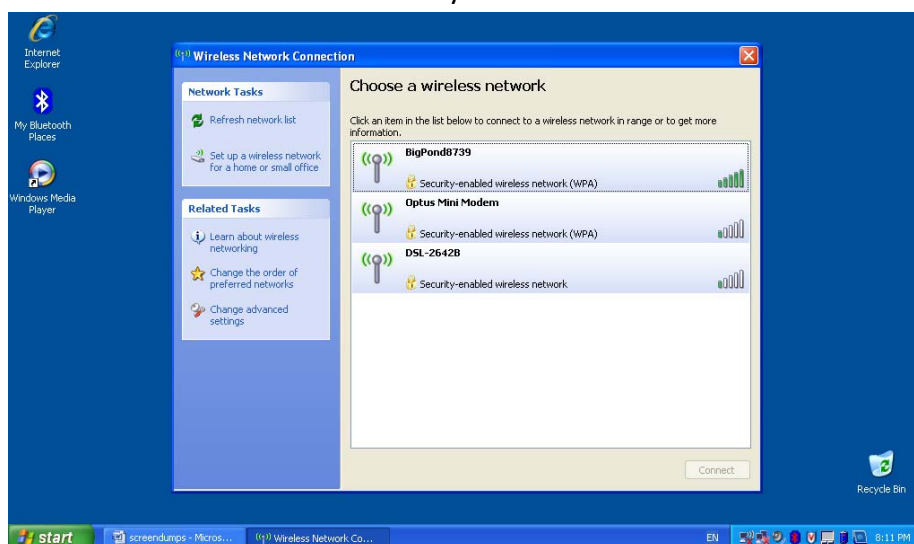 Internet
Explorer
My Bluetooth
Places
Windows Media
Player
Wireless Network Connection
Network Tasks
Refresh network list
Set up a wireless network
for a home or small office
Related Tasks
Learn about wireless
networking
Change the order of
preferred networks
Change advanced
settings
Choose a wireless network
Click an item in the list below to connect to a wireless network in range or to get more
information.
BigPond8739
Security-enabled wireless network (WPA)
Optus Mini Modem
Security-enabled wireless network (WPA)
DSL-2642B
Security-enabled wireless network
Connect
Recycle Bin
start
screendumps - Micros...
Wireless Network Co...
EN
8:11 PM